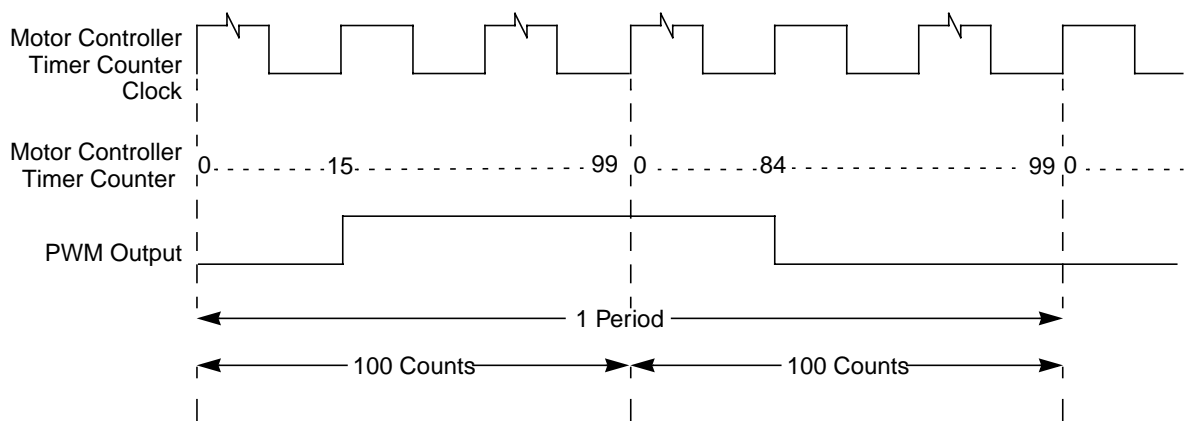 Motor Controller
Timer Counter
Clock
Motor Controller
Timer Counter
0 15 99 0 84 99 0
PWM Output
1 Period
100 Counts 100 Counts